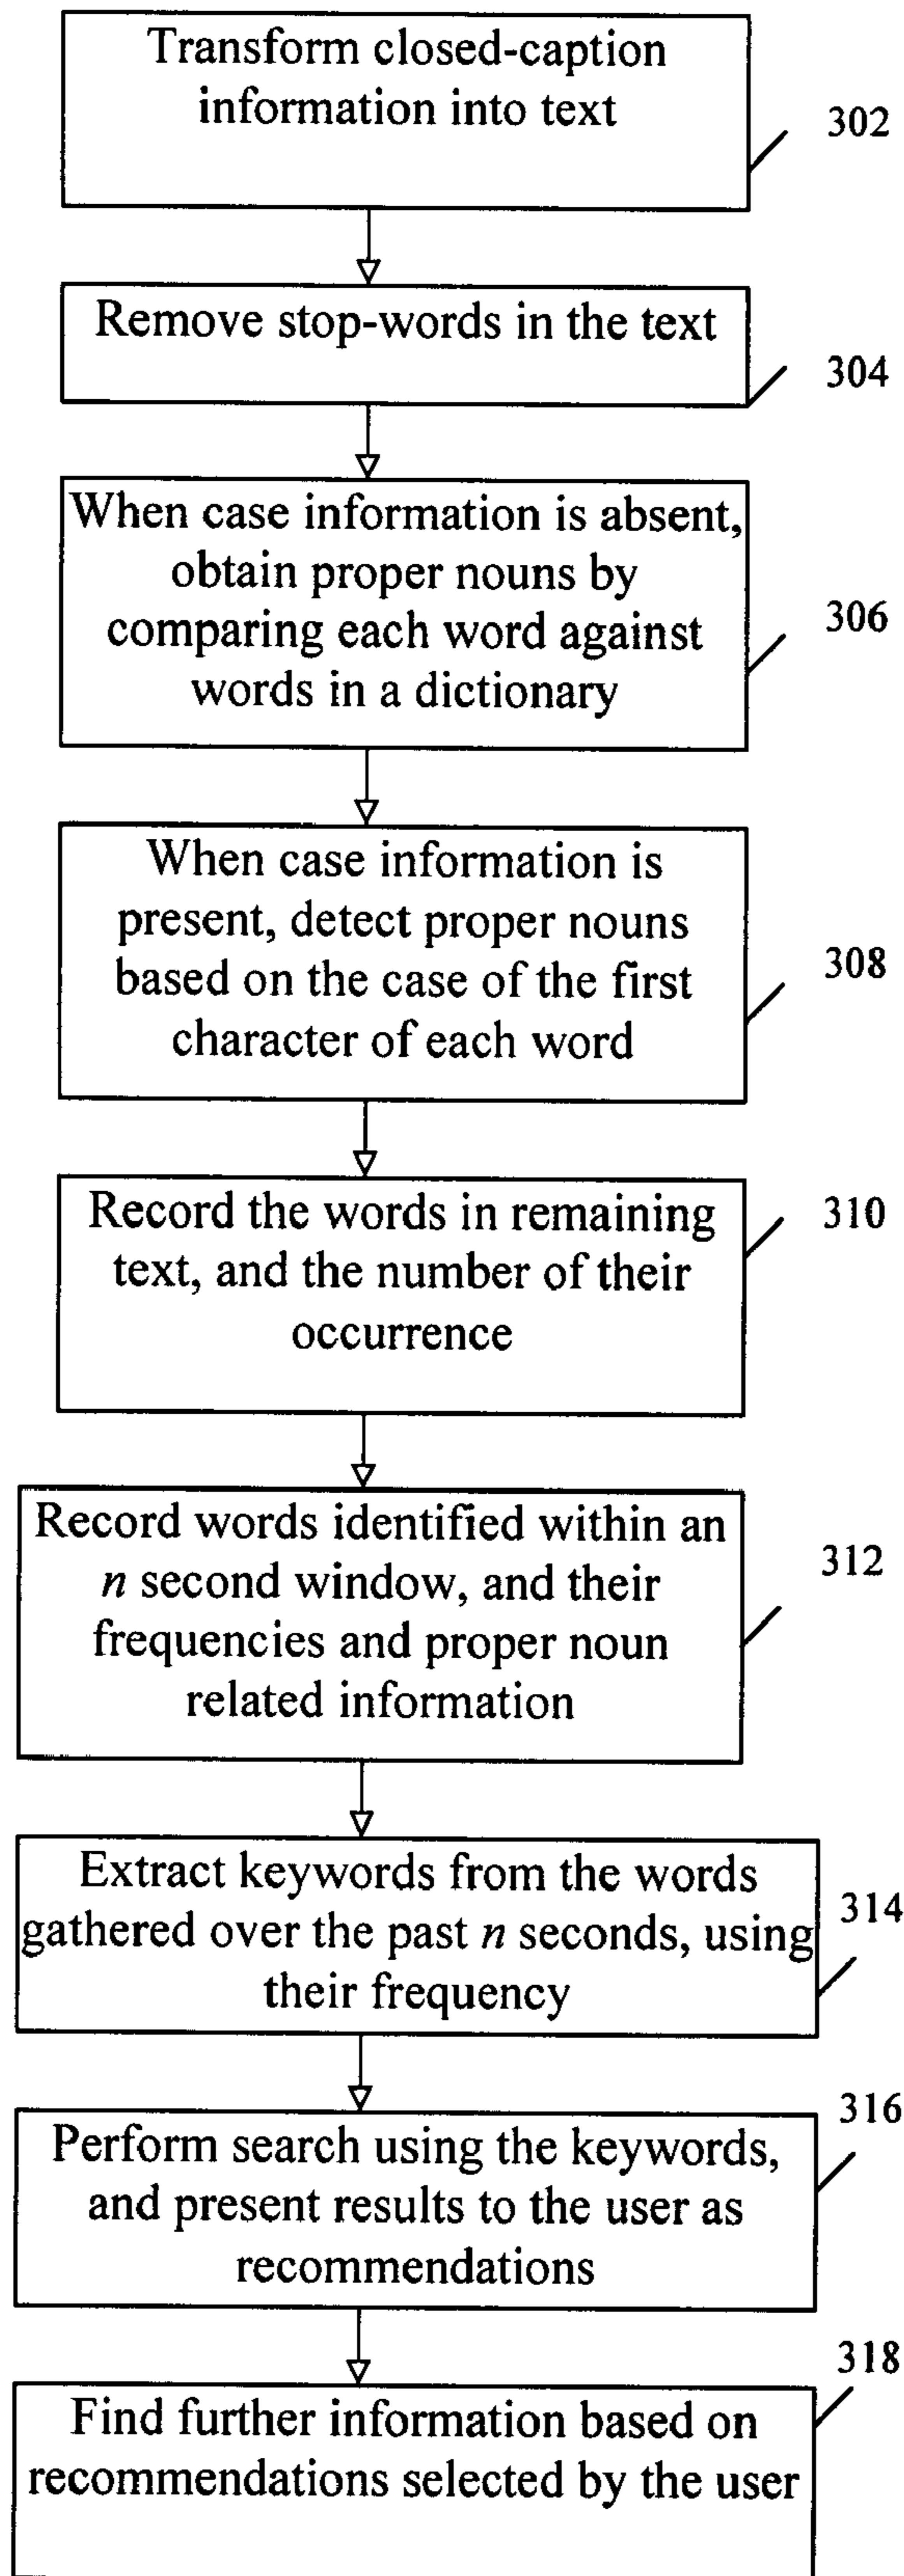 Transform closed-caption
information into text
302
Remove stop-words in the text
304
When case information is absent,
obtain proper nouns by
comparing each word against
words in a dictionary
306
When case information is
present, detect proper nouns
based on the case of the first
character of each word
308
Record the words in remaining
text, and the number of their
occurrence
310
Record words identified within an
n second window, and their
frequencies and proper noun
related information
312
Extract keywords from the words
gathered over the past n seconds, using
their frequency
314
Perform search using the keywords,
and present results to the user as
recommendations
316
Find further information based on
recommendations selected by the user
318